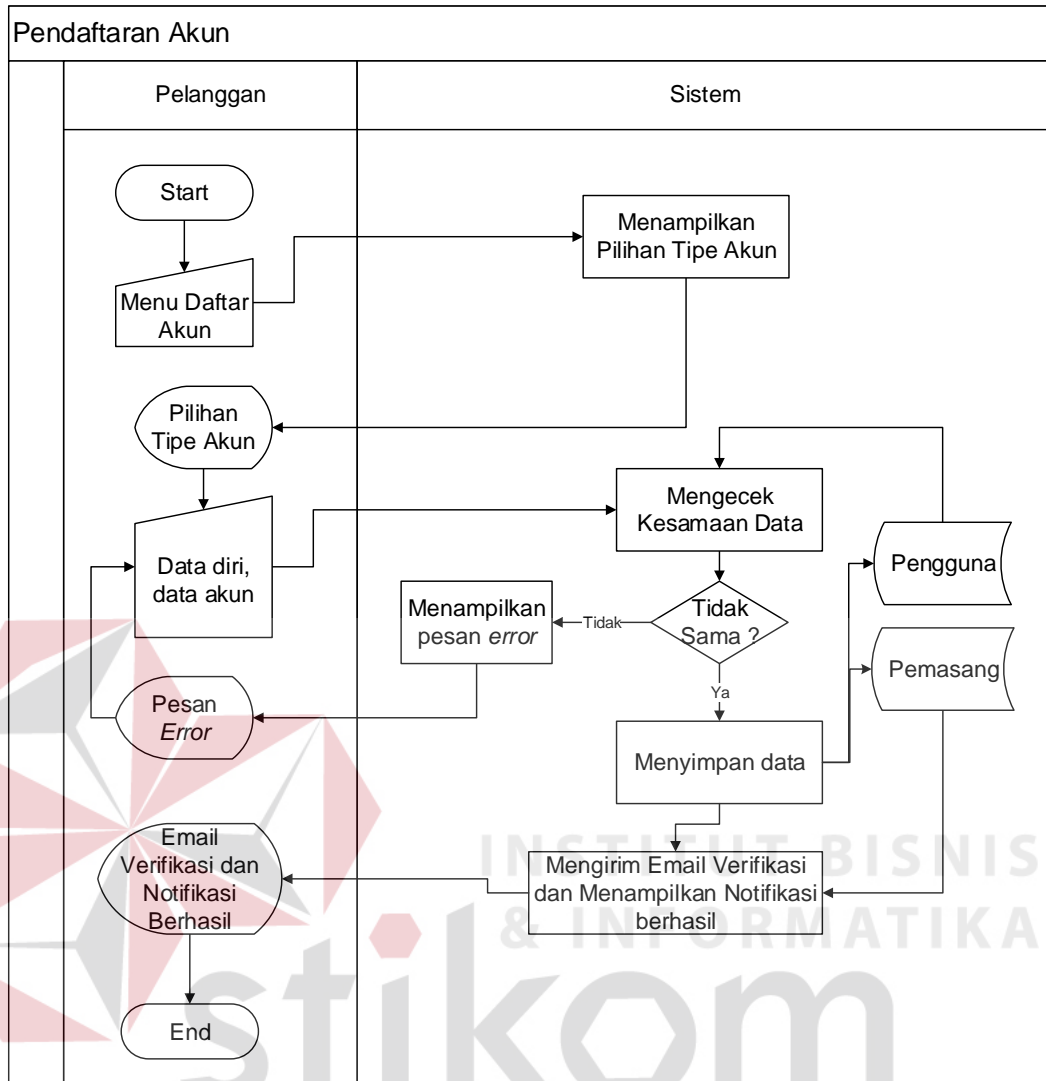 Pendaftaran Akun
Pelanggan
Sistem
Start
Menampilkan
Pilihan Tipe Akun
Menu Daftar
Akun
Pilihan
Tipe Akun
Mengecek
Kesamaan Data
Pengguna
Data diri,
data akun
Menampilkan
pesan error
Tidak
Tidak
Sama ?
Pemasang
Ya
Pesan
Error
Menyimpan data
Email
Verifikasi dan
Notifikasi
Berhasil
Mengirim Email Verifikasi
dan Menampilkan Notifikasi
berhasil
End
INSTITUT BISNIS
& INFORMATIKA
stikom